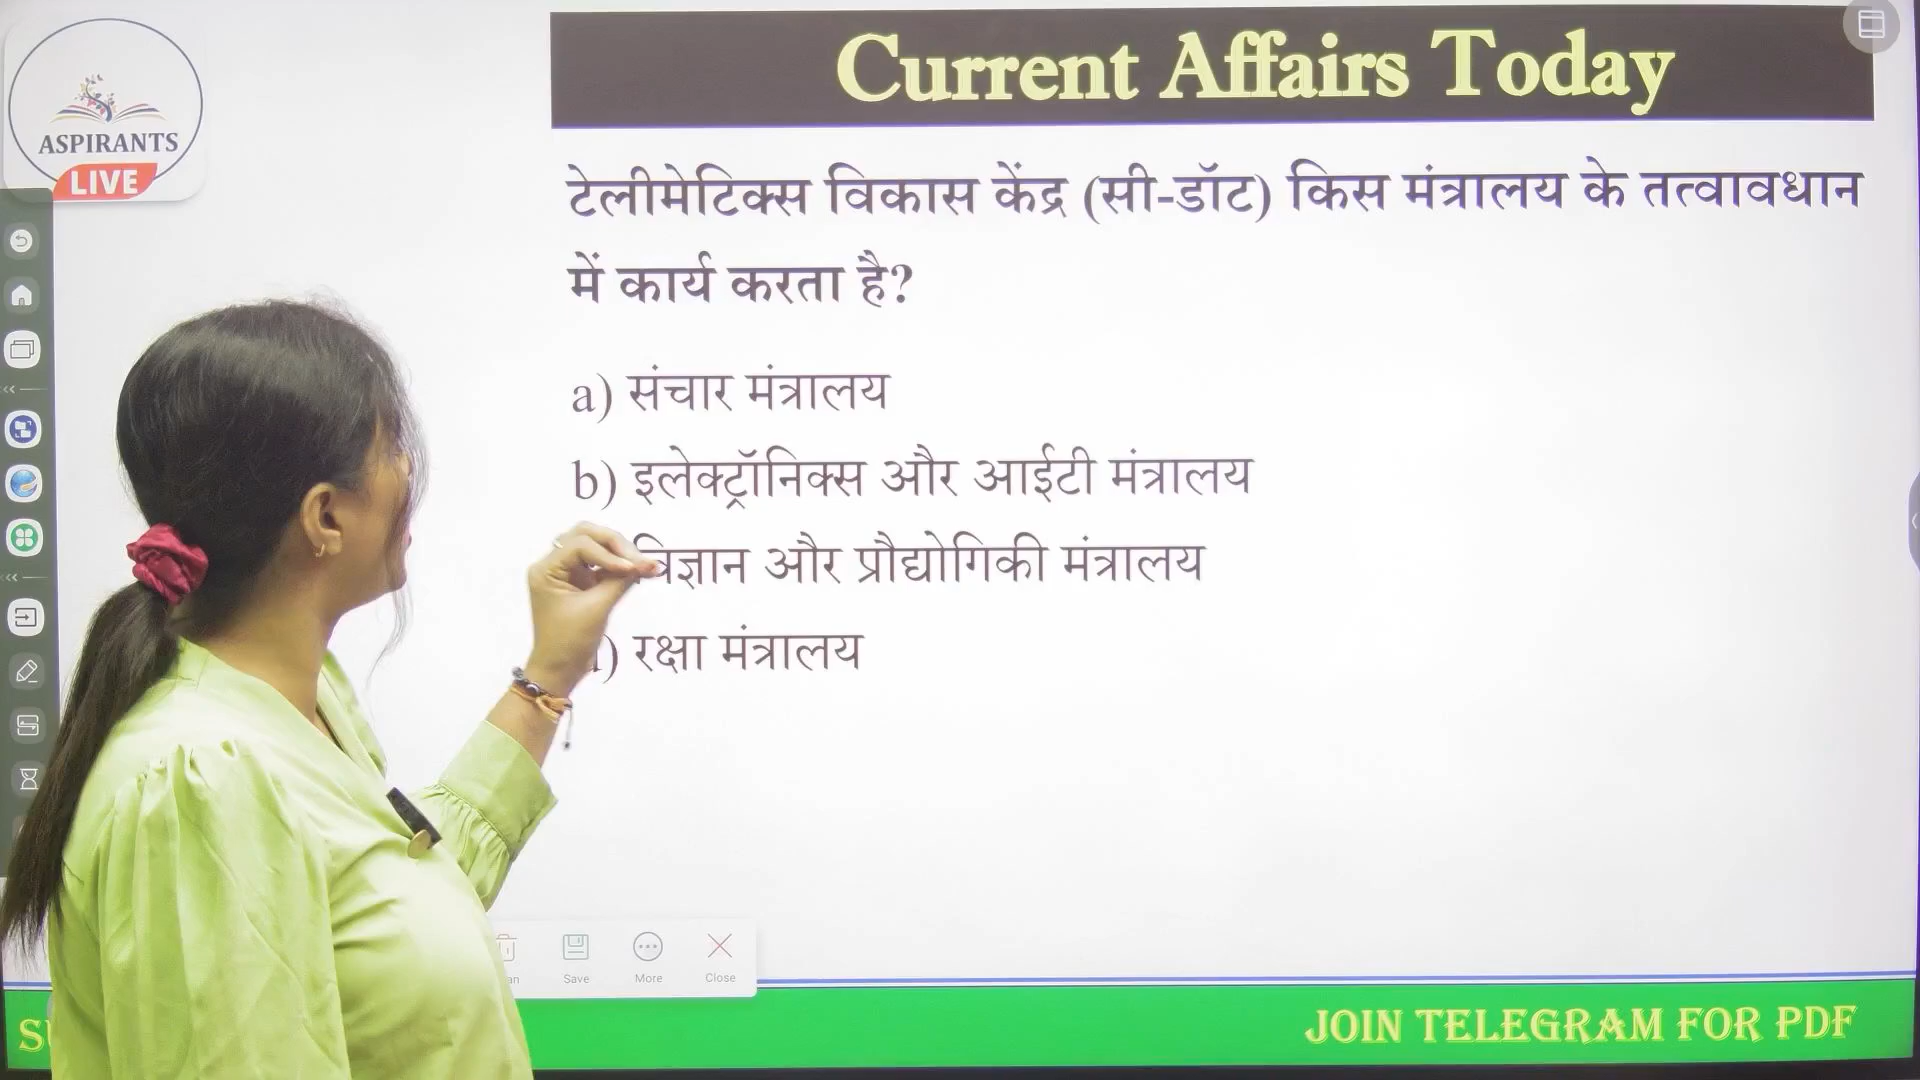 Current Affairs Today
ASPIRANTS
LIVE
टेलीमेटिक्स विकास केंद्र (सी-डॉट) किस मंत्रालय के तत्वावधान
में कार्य करता है?
a) संचार मंत्रालय
b) इलेक्ट्रॉनिक्स और आईटी मंत्रालय
विज्ञान और प्रौद्योगिकी मंत्रालय
) रक्षा मंत्रालय
Save More Close
JOIN TELEGRAM FOR PDF